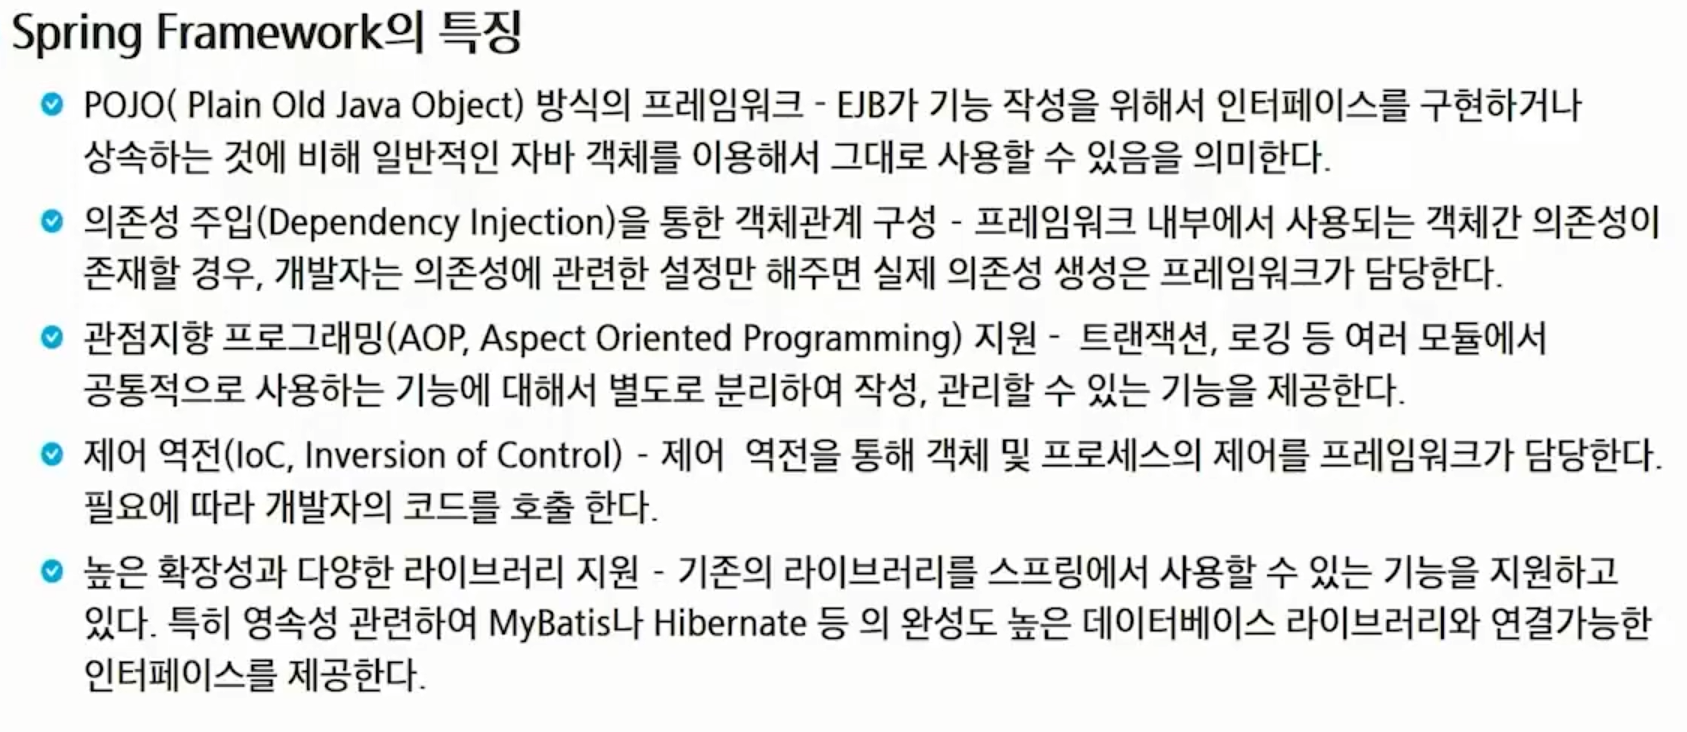 Spring Framework의 특징
POJO( Plain Old Java Object) 방식의 프레임워크 - EJB가 기능 작성을 위해서 인터페이스를 구현하거나
상속하는 것에 비해 일반적인 자바 객체를 이용해서 그대로 사용할 수 있음을 의미한다.
의존성 주입(Dependency Injection)을 통한 객체관계 구성 - 프레임워크 내부에서 사용되는 객체간 의존성이
존재할 경우, 개발자는 의존성에 관련한 설정만 해주면 실제 의존성 생성은 프레임워크가 담당한다.
관점지향 프로그래밍(AOP, Aspect Oriented Programming) 지원 - 트랜잭션, 로깅 등 여러 모듈에서
공통적으로 사용하는 기능에 대해서 별도로 분리하여 작성, 관리할 수 있는 기능을 제공한다.
제어 역전(IoC, Inversion of Control) - 제어 역전을 통해 객체 및 프로세스의 제어를 프레임워크가 담당한다.
필요에 따라 개발자의 코드를 호출 한다.
높은 확장성과 다양한 라이브러리 지원 - 기존의 라이브러리를 스프링에서 사용할 수 있는 기능을 지원하고
있다. 특히 영속성 관련하여 MyBatis나 Hibernate 등 의 완성도 높은 데이터베이스 라이브러리와 연결가능한
인터페이스를 제공한다.